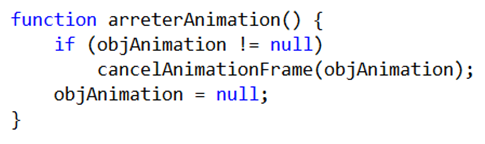 function arreterAnimation() {
    if (objAnimation != null)
        cancelAnimationFrame(objAnimation);
    objAnimation = null;
}